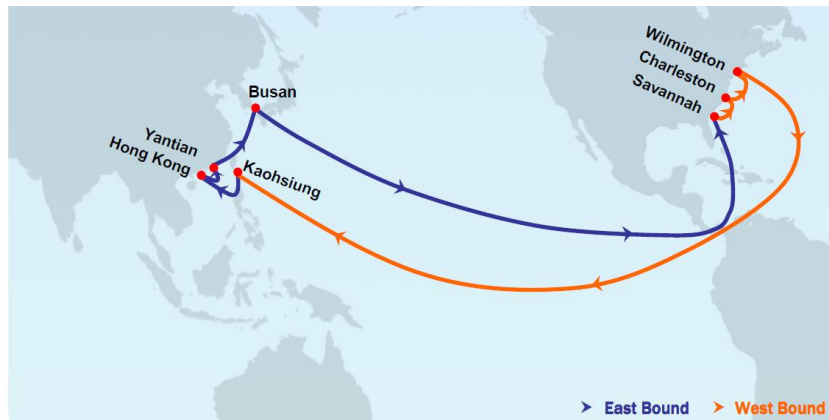 Wilmington
Charleston
Savannah
Busan
Yantian
Hong Kong
Kaohsiung
East Bound
West Bound